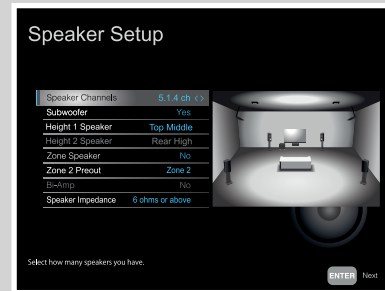 Speaker Setup
Speaker Channels 5.1.4 ch < >
Subwoofer Yes
Height 1 Speaker Top Middle
Height 2 Speaker Rear High
Zone Speaker No
Zone 2 Preout Zone 2
Bi-Amp No
Speaker Impedance 6 ohms or above
Select how many speakers you have.
ENTER Next